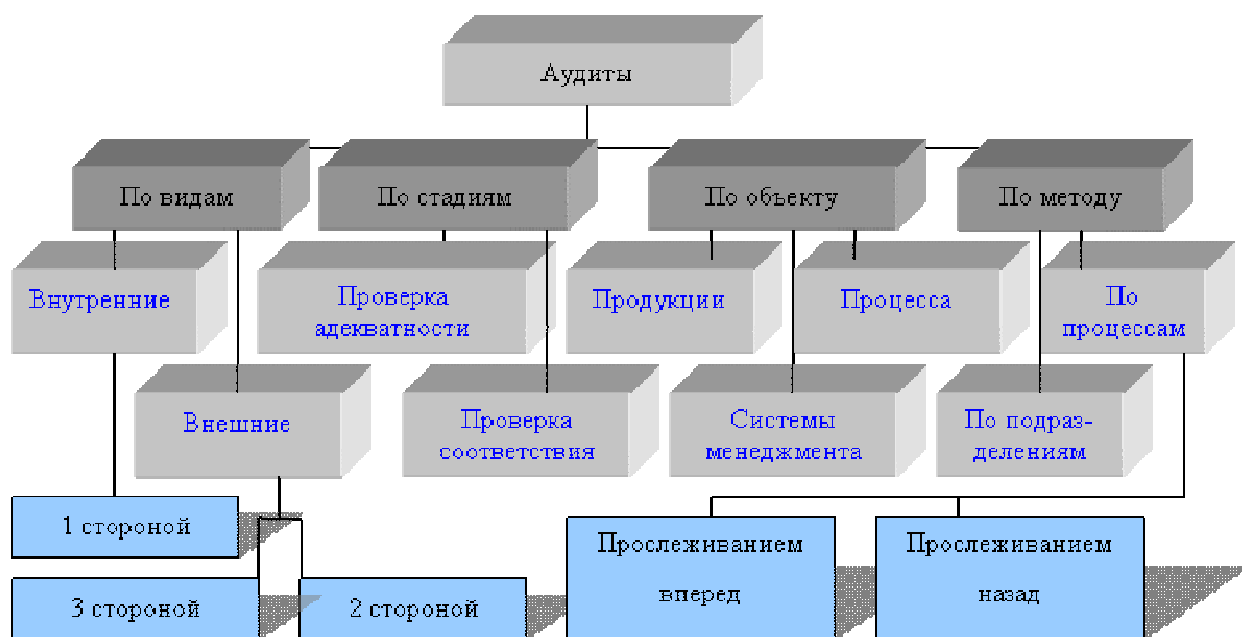 Аудиты
По видам
По стадиям
По объекту
По методу
Внутренние
Проверка
адекватности
Продукции
Процесса
По
процессам
Внешние
Проверка
соответствия
Системы
менеджмента
По подраз-
делениям
1 стороной
3 стороной
2 стороной
Прослеживанием
вперед
Прослеживанием
назад